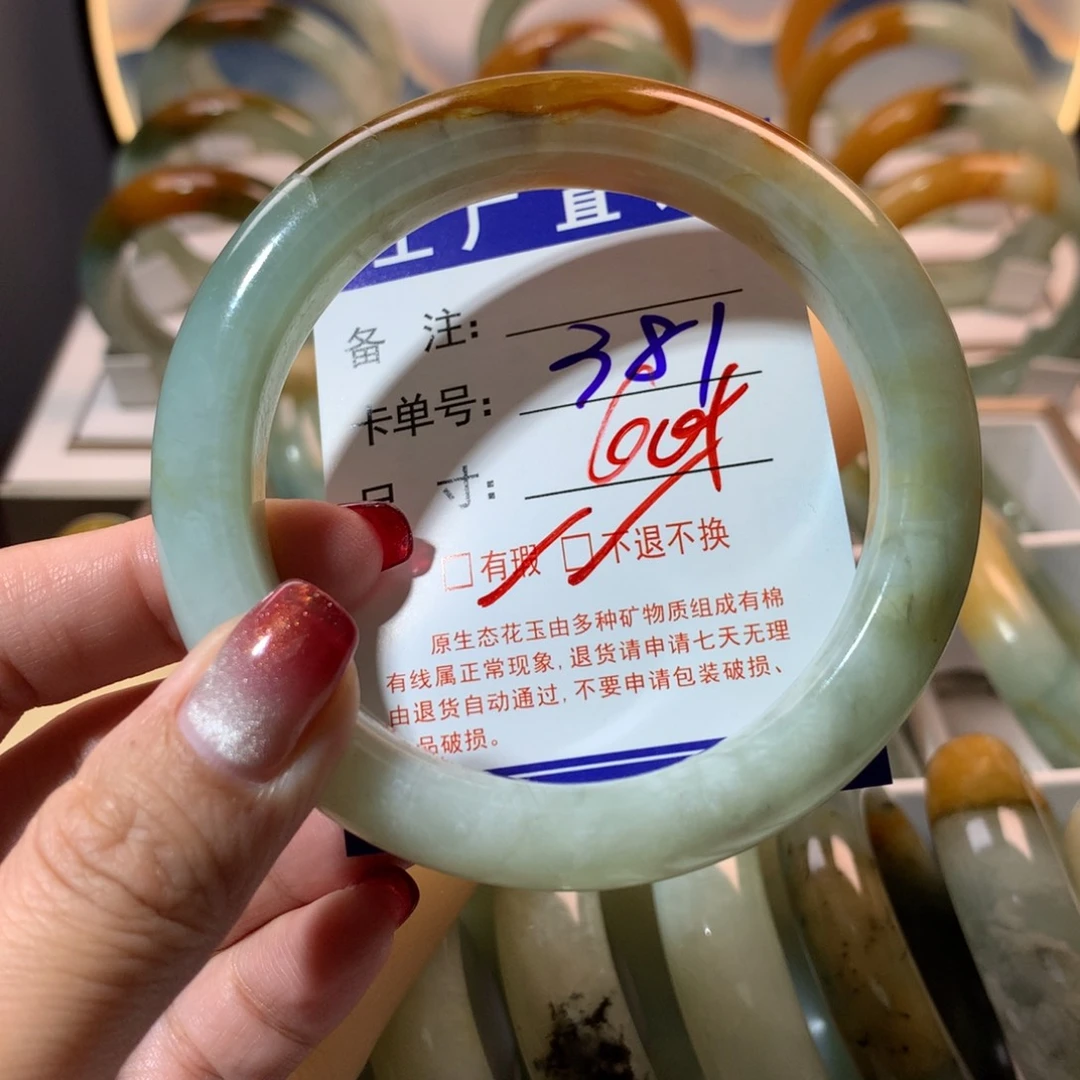 工厂直
备 注:
381
卡单号:
尺 寸:
□有瑕 □不退不换
原生态花玉由多种矿物质组成有棉
有线属正常现象,退货请申请七天无理
由退货自动通过,不要申请包装破损、
品破损。